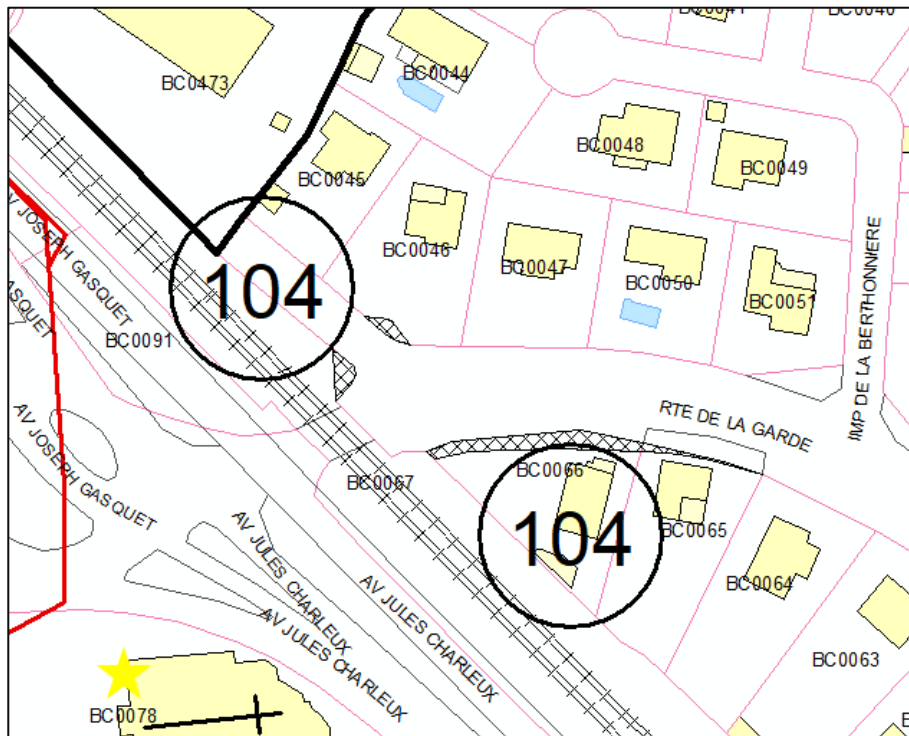 BC0040
BC0044
BC0473
BC0048
BC0049
BC0045
BC0046
BC0047
BC0050
BC0051
IMP DE LA BERTHONNIERE
AV JOSEPH GASQUET
104
BC0091
RTE DE LA GARDE
AV JOSEPH GASQUET
BC0067
BC0066
104
BC0065
BC0064
AV JULES CHARLEUX
AV JULES CHARLEUX
AV JULES CHARLEUX
BC0063
BC0078